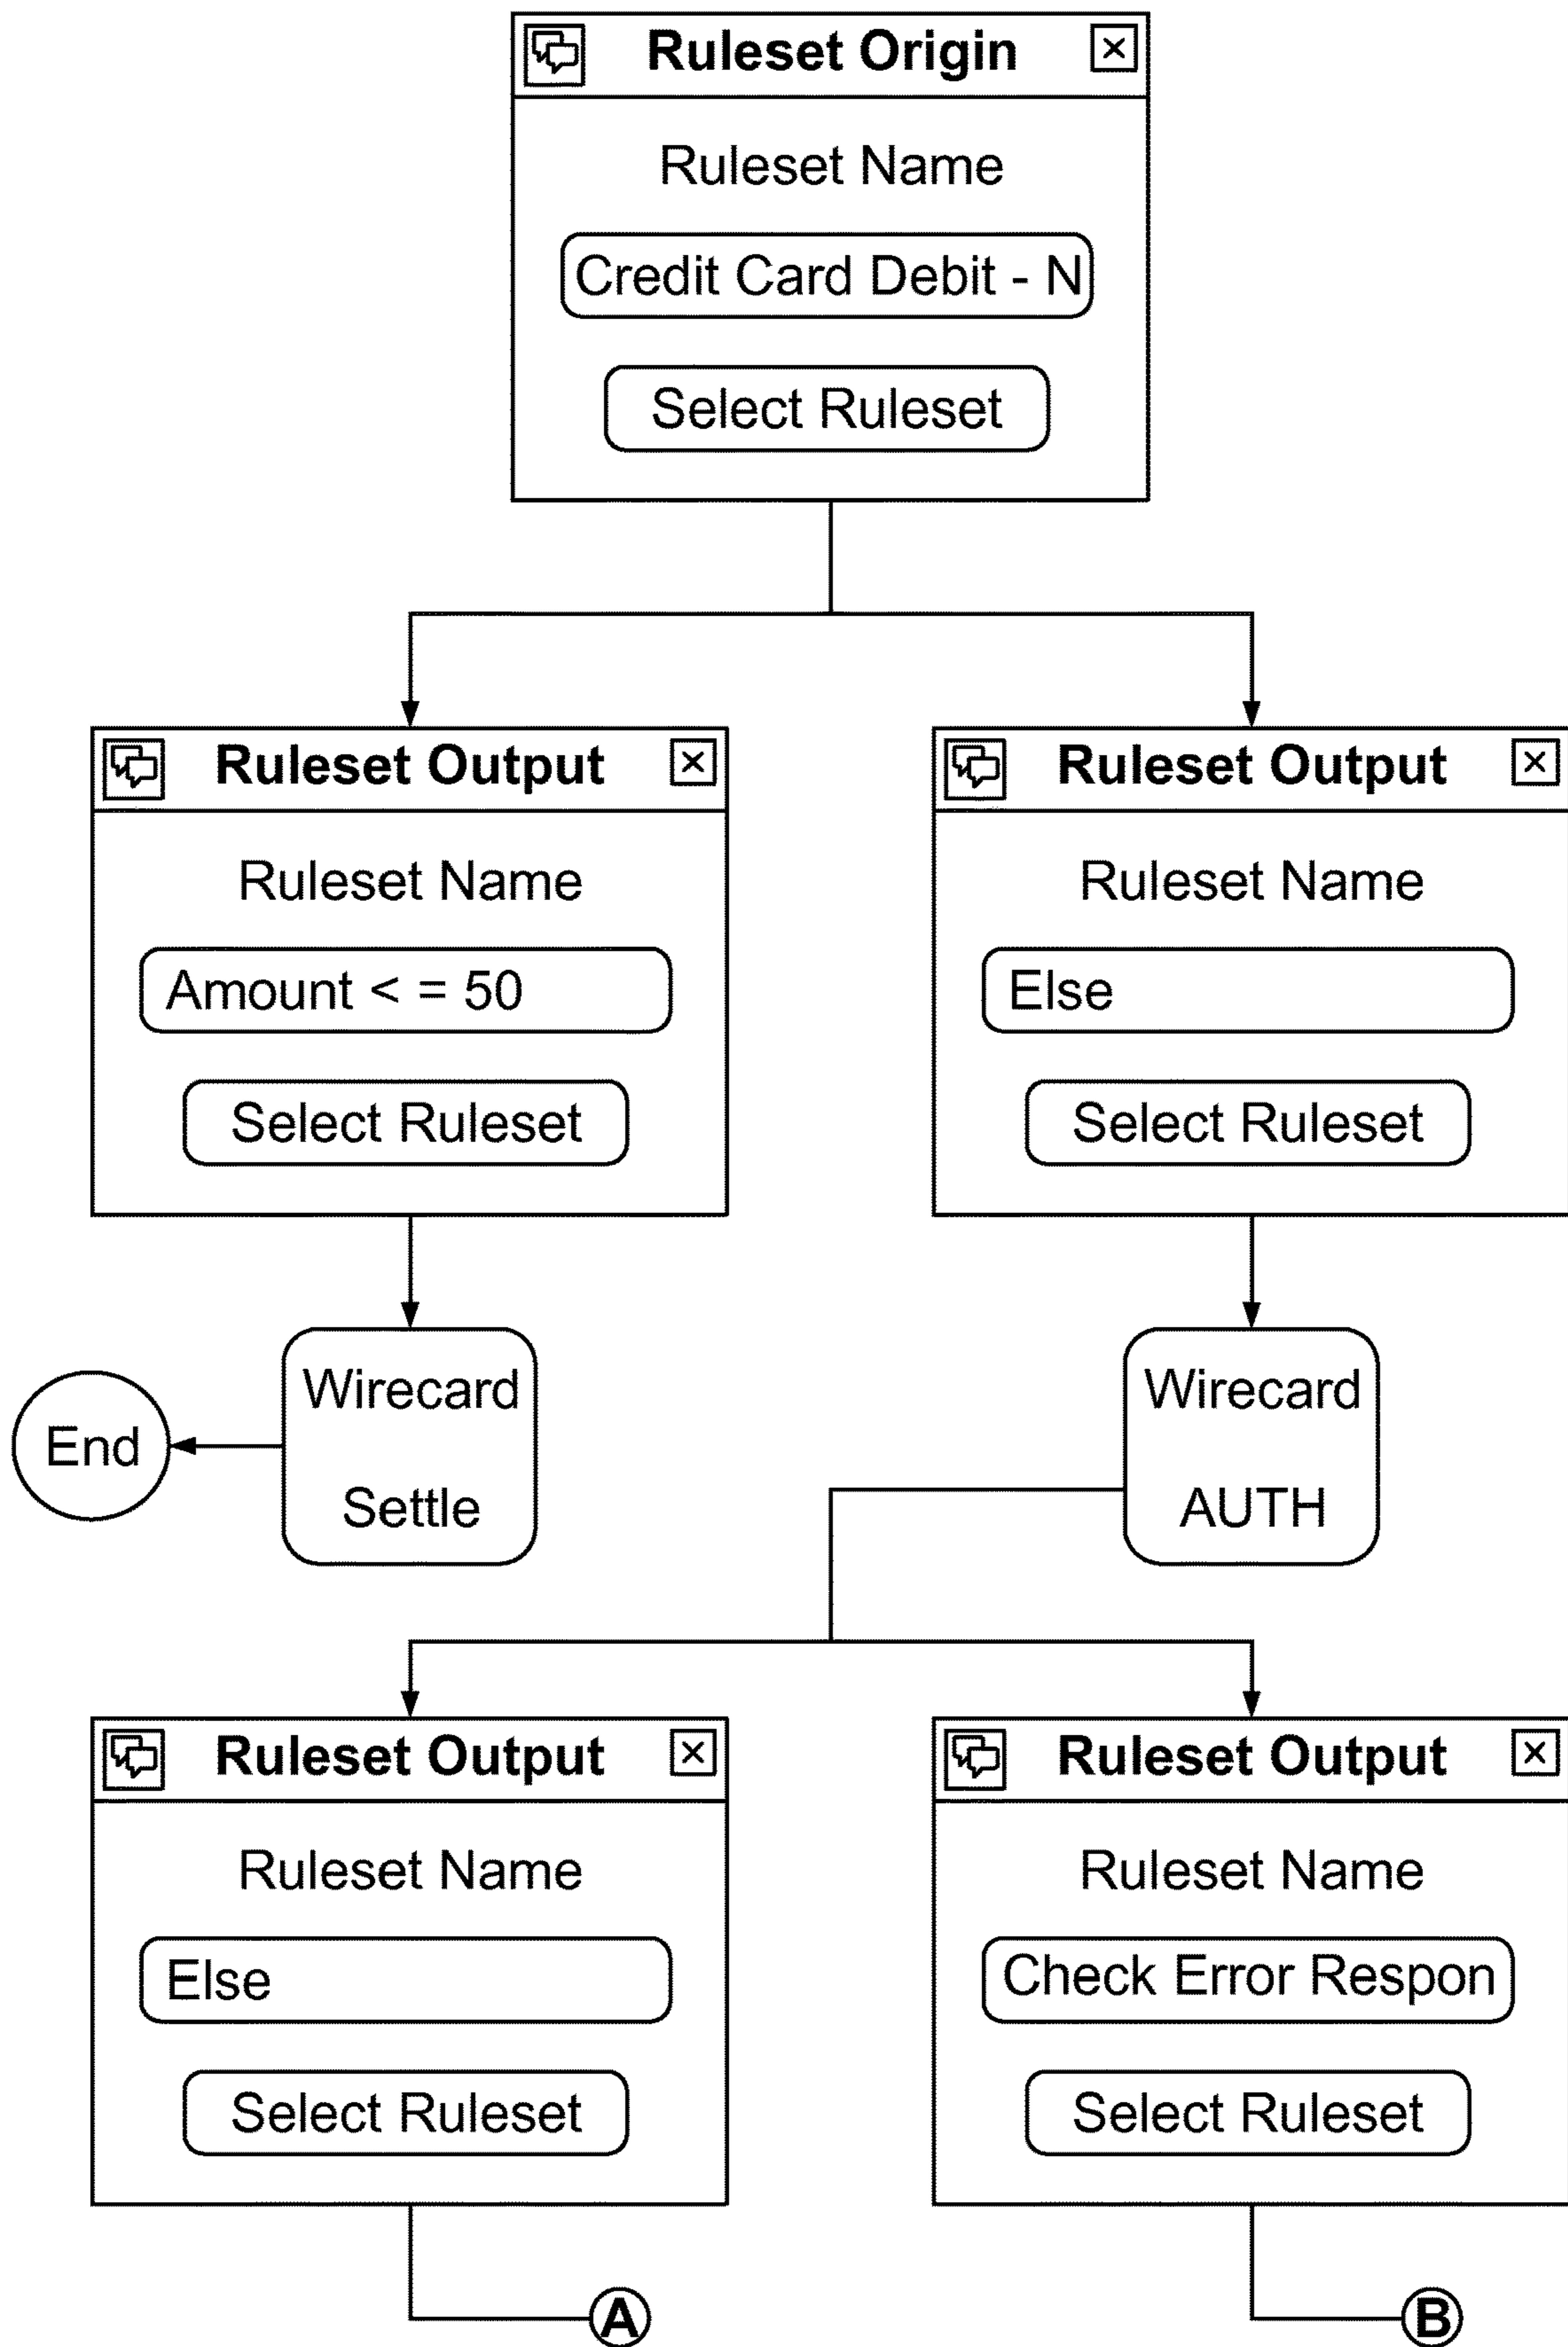 Ruleset Origin
Ruleset Name
Credit Card Debit - N
Select Ruleset
Ruleset Output
Ruleset Name
Amount < = 50
Select Ruleset
Ruleset Output
Ruleset Name
Else
Select Ruleset
End
Wirecard
Settle
Wirecard
AUTH
Ruleset Output
Ruleset Name
Else
Select Ruleset
Ruleset Output
Ruleset Name
Check Error Respon
Select Ruleset
A
B